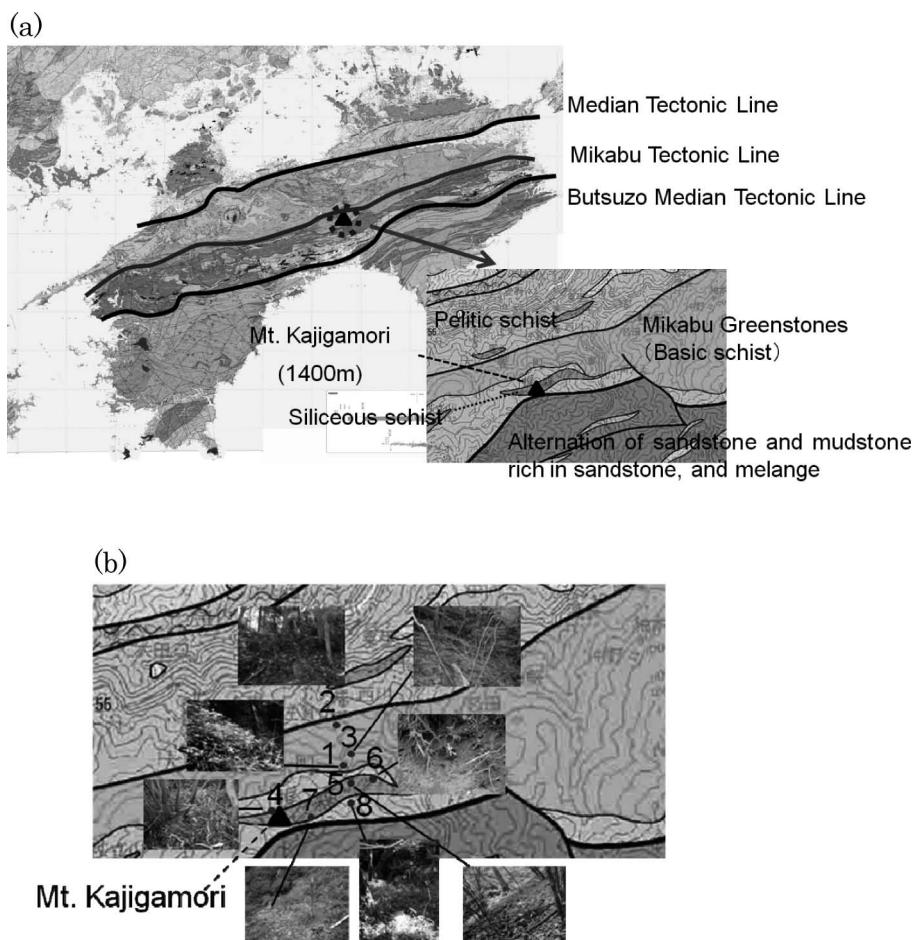 (a)
Median Tectonic Line
Mikabu Tectonic Line
Butsuzo Median Tectonic Line
Pelitic schist
56
Mt. Kajigamori
Mikabu Greenstones
(1400m)
(Basic schist)
Siliceous schist
Alternation of sandstone and mudstone
rich in sandstone, and melange
(b)
55
2
3
1
6
5
4
7
8
Mt. Kajigamori